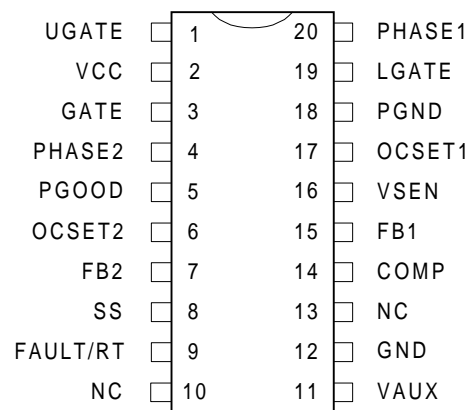 UGATE 1 20 PHASE1
VCC 2 19 LGATE
GATE 3 18 PGND
PHASE2 4 17 OCSET1
PGOOD 5 16 VSEN
OCSET2 6 15 FB1
FB2 7 14 COMP
SS 8 13 NC
FAULT/RT 9 12 GND
NC 10 11 VAUX